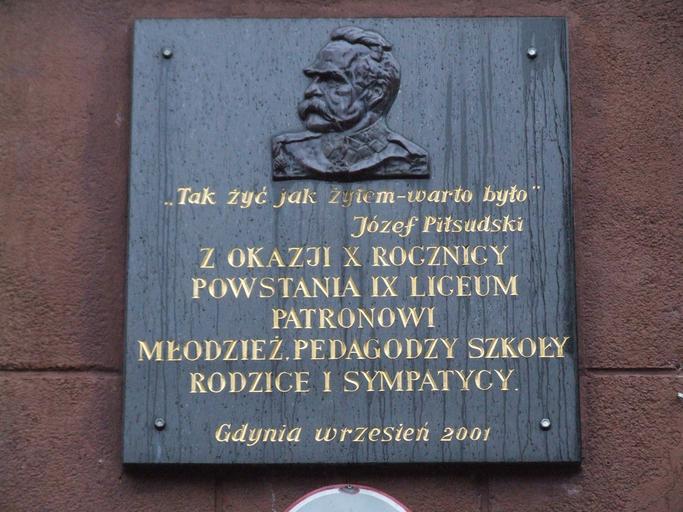 „Tak żyć jak żyłem-warto było”
Józef Piłsudski
Z OKAZJI X ROCZNICY
POWSTANIA IX LICEUM
PATRONOWI
MŁODZIEŻ, PEDAGODZY SZKOŁY
RODZICE I SYMPATYCY.
Gdynia wrzesień 2001